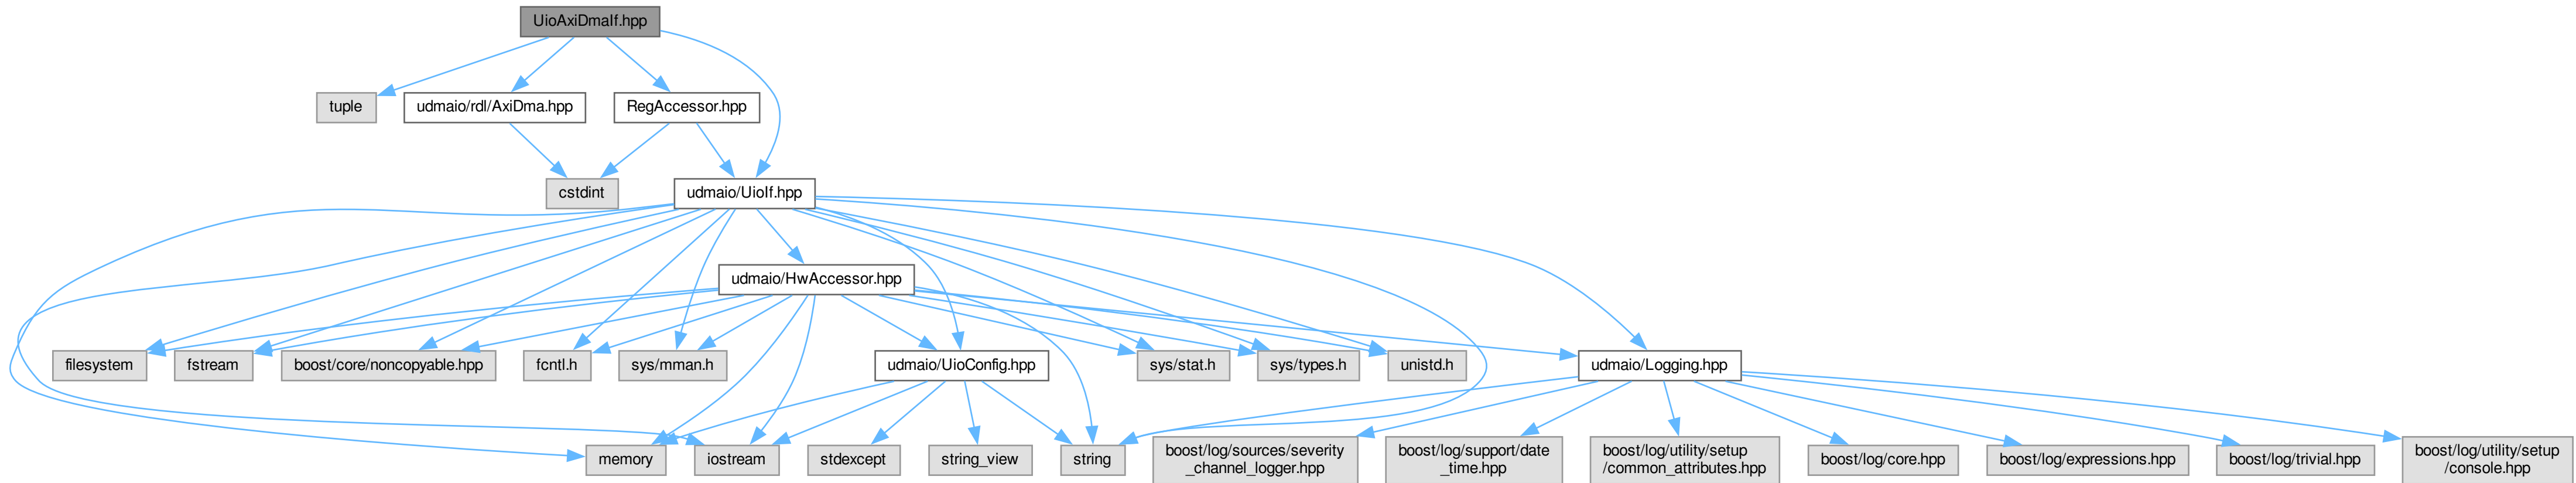 UioAxiDmaIf.hpp
tuple
udmaio/rdl/AxiDma.hpp
RegAccessor.hpp
cstdint
udmaio/UioIf.hpp
udmaio/HwAccessor.hpp
filesystem
fstream
boost/core/noncopyable.hpp
fcntl.h
sys/mman.h
udmaio/UioConfig.hpp
sys/stat.h
sys/types.h
unistd.h
udmaio/Logging.hpp
memory
iostream
stdexcept
string_view
string
boost/log/sources/severity
_channel_logger.hpp
boost/log/support/date
_time.hpp
boost/log/utility/setup
/common_attributes.hpp
boost/log/core.hpp
boost/log/expressions.hpp
boost/log/trivial.hpp
boost/log/utility/setup
/console.hpp